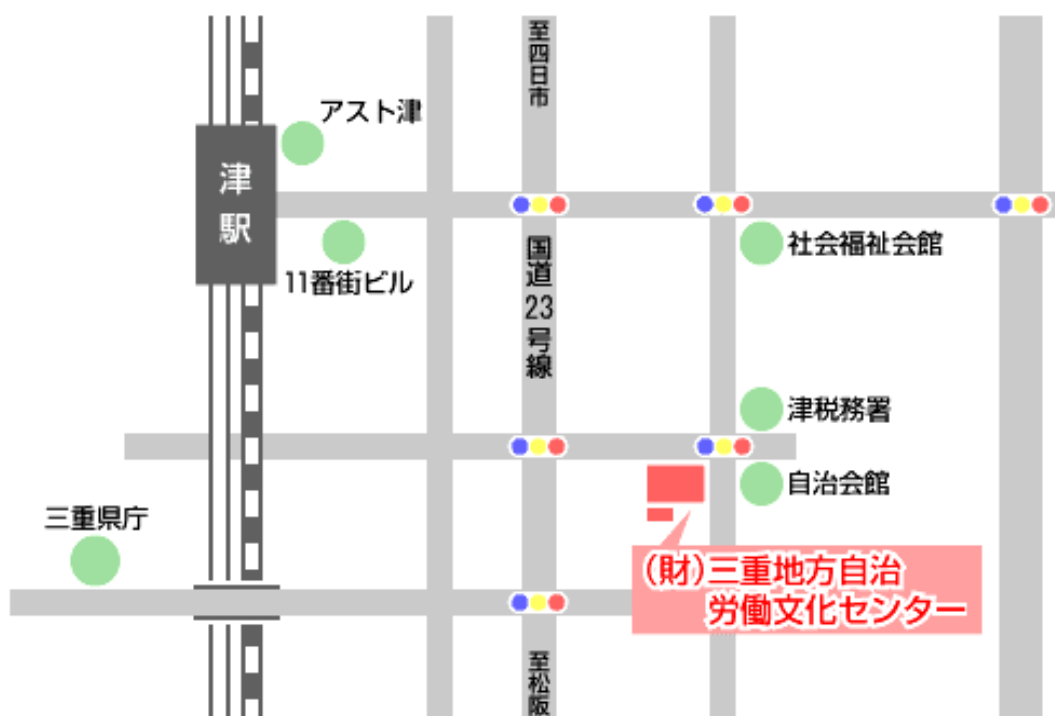 至四日市
アスト津
津駅
11番街ビル
国道23号線
社会福祉会館
津税務署
自治会館
三重県庁
(財)三重地方自治
労働文化センター
至松阪